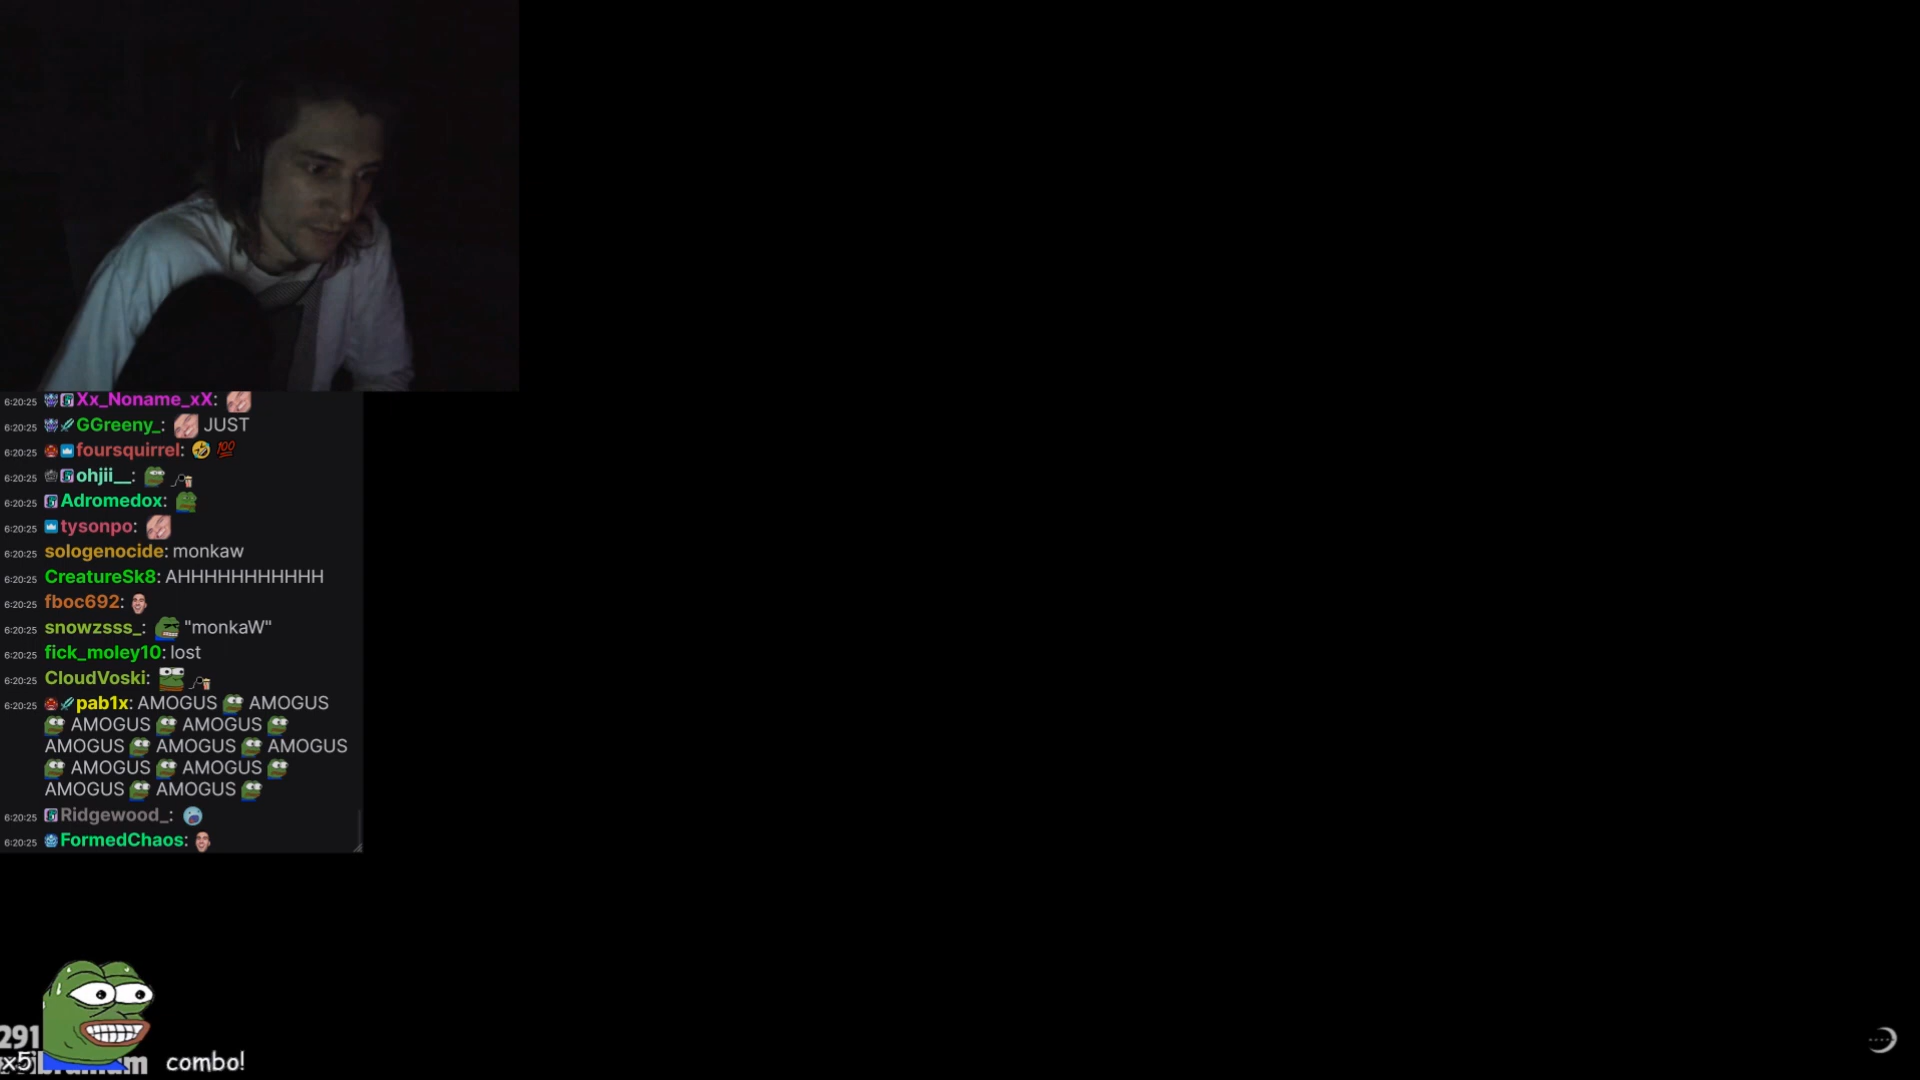 6:20:25 Xx_Noname_xX:
6:20:25 GGreeny_: JUST
6:20:25 foursquirrel: 🤣 💯
6:20:25 ohjii__:
6:20:25 Adromedox:
6:20:25 tysonpo:
6:20:25 sologenocide: monkaw
6:20:25 CreatureSk8: AHHHHHHHHHHH
6:20:25 fboc692:
6:20:25 snowzsss_: "monkaW"
6:20:25 fick_moley10: lost
6:20:25 CloudVoski:
6:20:25 pab1x: AMOGUS AMOGUS
AMOGUS AMOGUS
AMOGUS AMOGUS AMOGUS
AMOGUS AMOGUS
AMOGUS AMOGUS
6:20:25 Ridgewood_:
6:20:25 FormedChaos:
291
x5 combo!